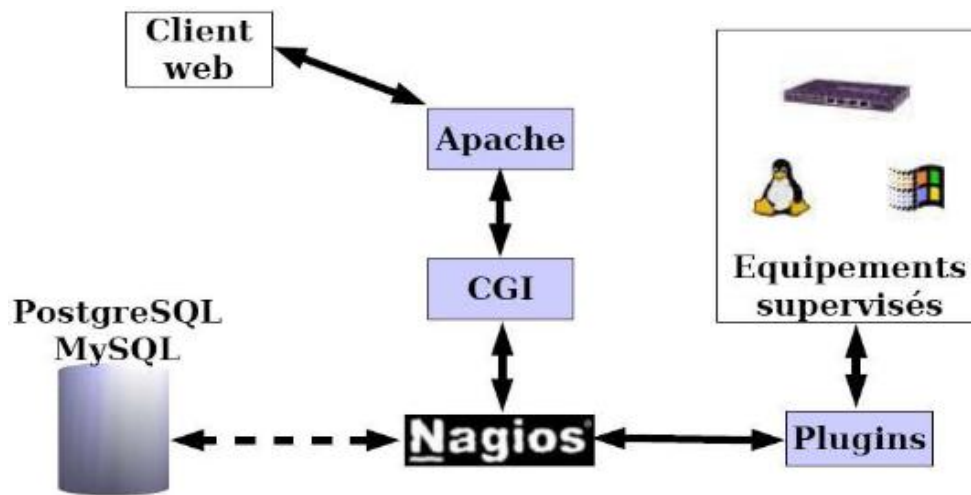 Client
web
Apache
CGI
Equipements
supervisés
PostgreSQL
MySQL
Nagios®
Plugins